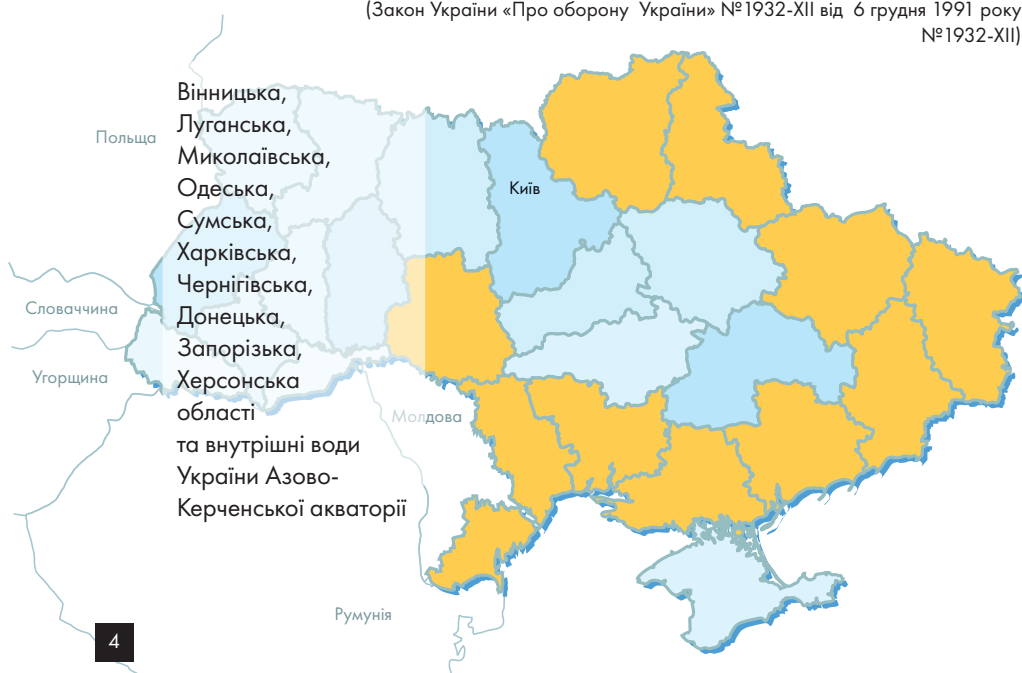 (Закон України «Про оборону України» №1932-XII від 6 грудня 1991 року
№1932-XII)
Вінницька,
Луганська,
Миколаївська,
Одеська,
Сумська,
Харківська,
Чернігівська,
Донецька,
Запорізька,
Херсонська
області
та внутрішні води
України Азово-
Керченської акваторії
Польща
Київ
Словаччина
Угорщина
Молдова
Румунія
4